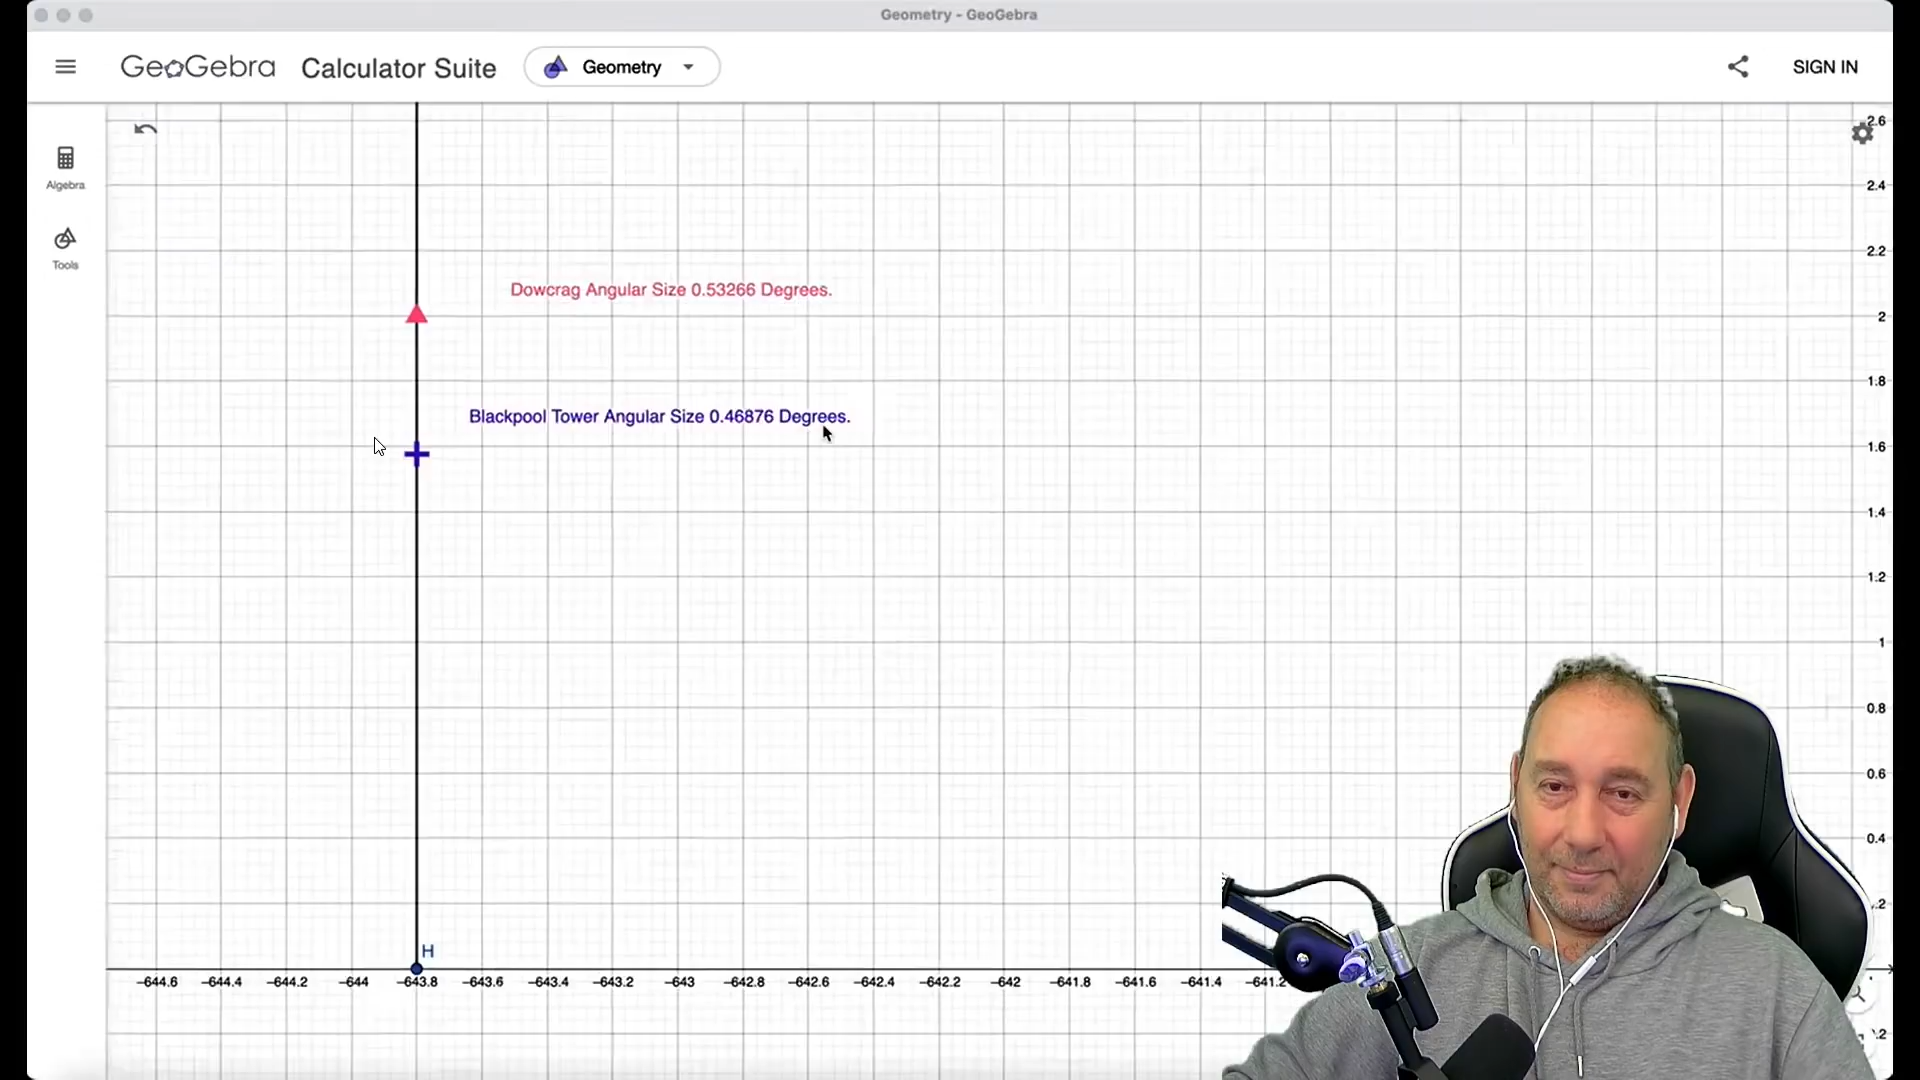 Geometry - GeoGebra
GeoGebra Calculator Suite Geometry SIGN IN
Algebra
Tools
Dowcrag Angular Size 0.53266 Degrees.
Blackpool Tower Angular Size 0.46876 Degrees.
2.6
2.4
2.2
2
1.8
1.6
1.4
1.2
1
0.8
0.6
0.4
H
−644.6 −644.4 −644.2 −644 −643.8 −643.6 −643.4 −643.2 −643 −642.8 −642.6 −642.4 −642.2 −642 −641.8 −641.6 −641.4 −641.2